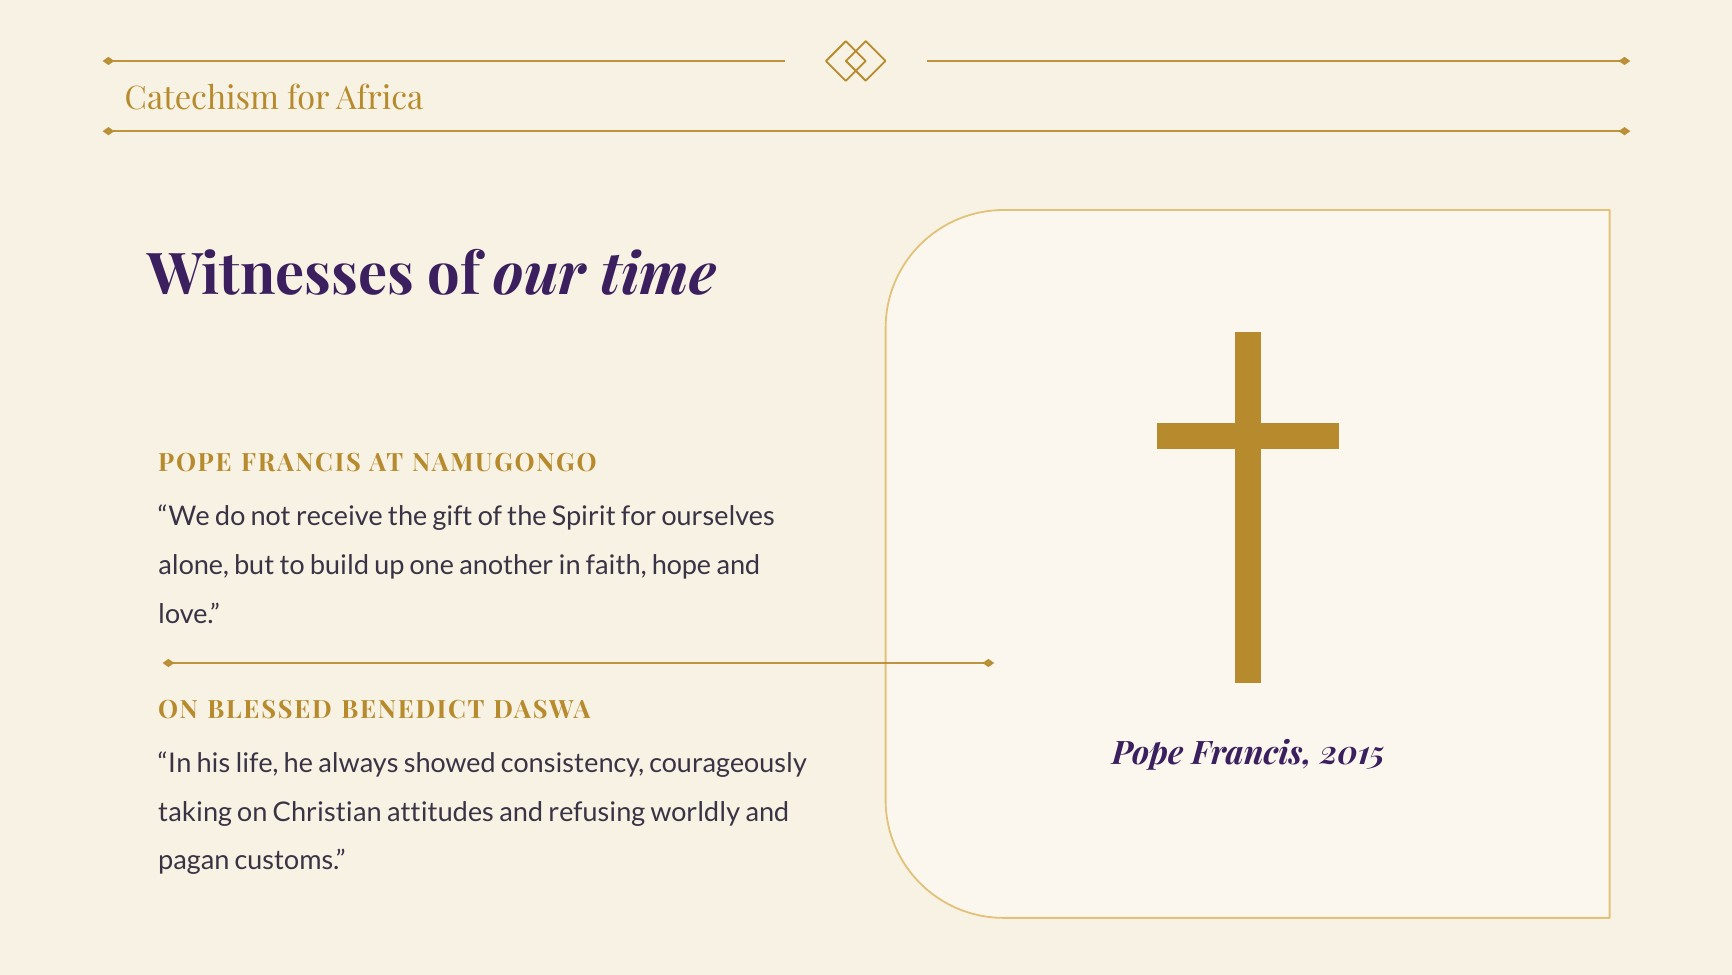 Catechism for Africa
Witnesses of our time
POPE FRANCIS AT NAMUGONGO
“We do not receive the gift of the Spirit for ourselves
alone, but to build up one another in faith, hope and
love.”
ON BLESSED BENEDICT DASWA
“In his life, he always showed consistency, courageously
taking on Christian attitudes and refusing worldly and
pagan customs.”
Pope Francis, 2015